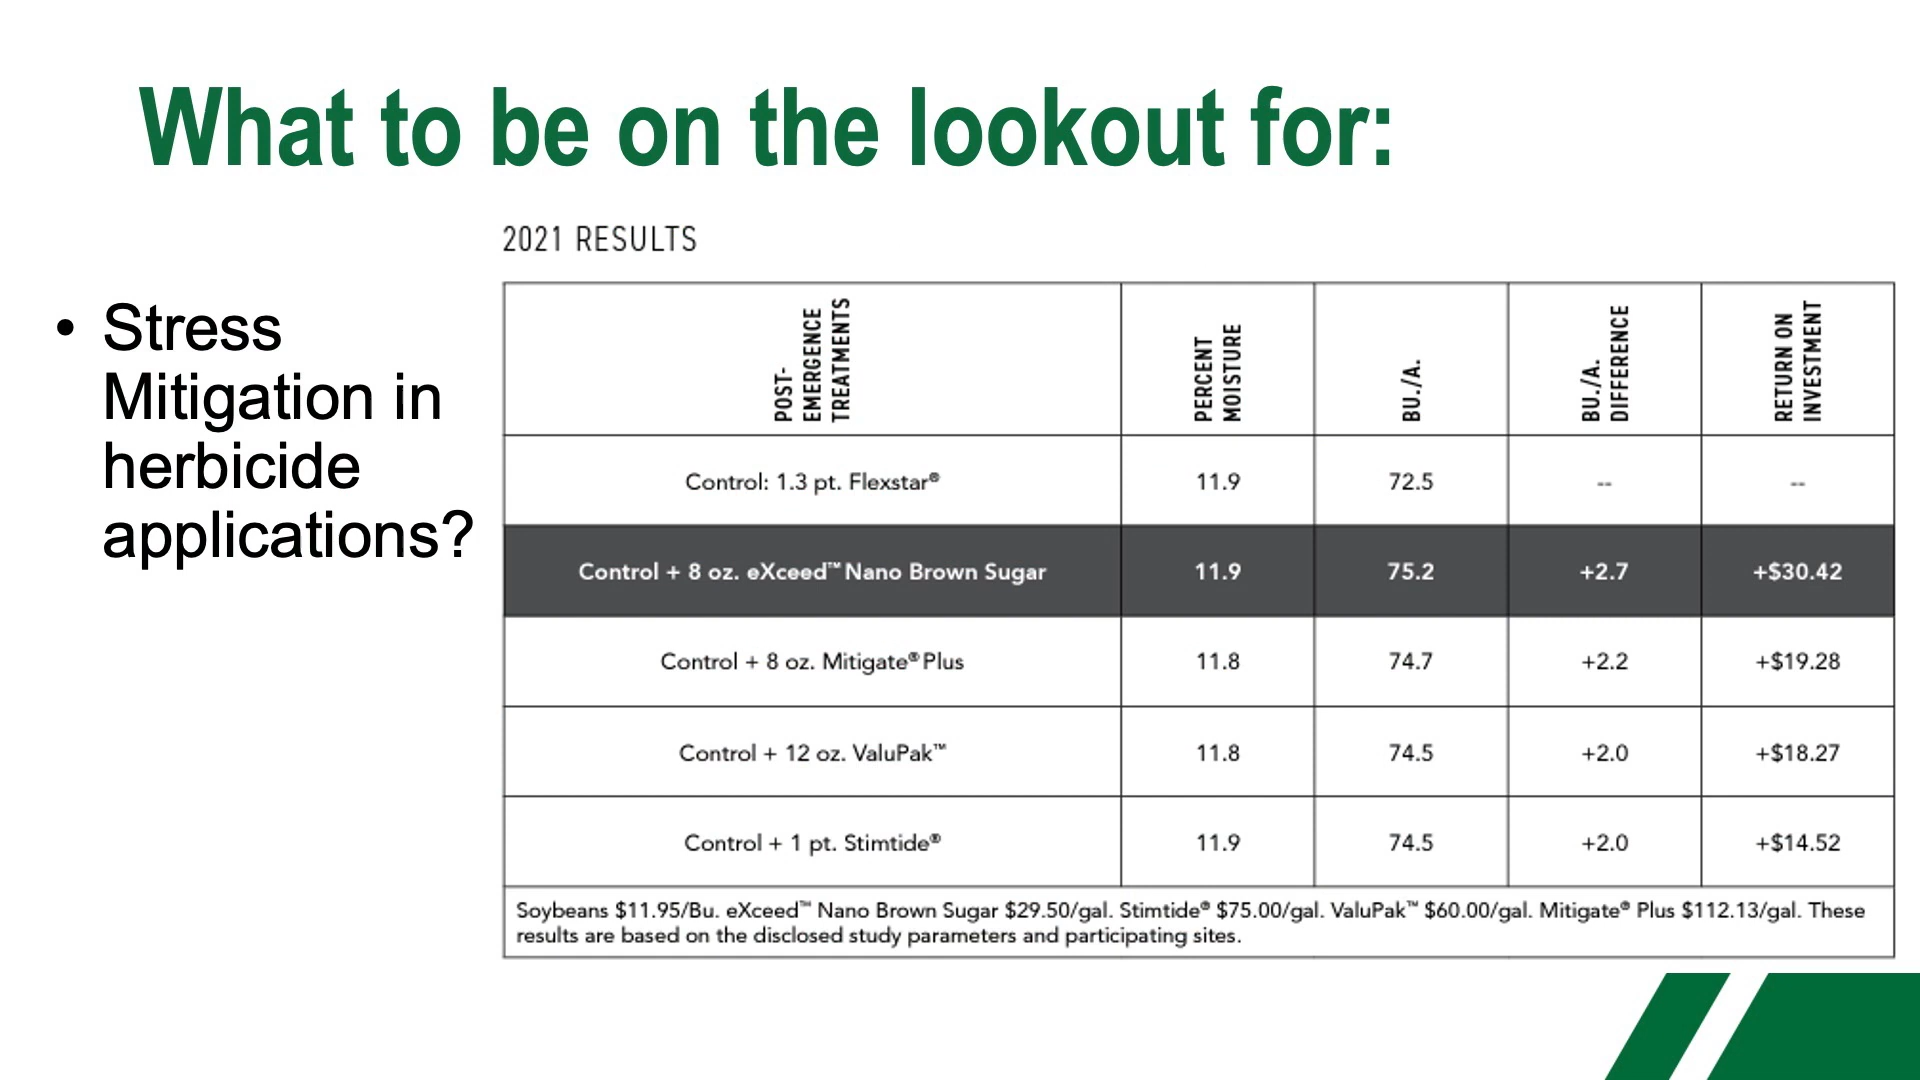 What to be on the lookout for:
• Stress
Mitigation in
herbicide
applications?
2021 RESULTS
POST-
EMERGENCE
TREATMENTS
PERCENT
MOISTURE
BU./A.
BU./A.
DIFFERENCE
RETURN ON
INVESTMENT
Control: 1.3 pt. Flexstar® 11.9 72.5 -- --
Control + 8 oz. eXceed™ Nano Brown Sugar 11.9 75.2 +2.7 +$30.42
Control + 8 oz. Mitigate® Plus 11.8 74.7 +2.2 +$19.28
Control + 12 oz. ValuPak™ 11.8 74.5 +2.0 +$18.27
Control + 1 pt. Stimtide® 11.9 74.5 +2.0 +$14.52
Soybeans $11.95/Bu. eXceed™ Nano Brown Sugar $29.50/gal. Stimtide® $75.00/gal. ValuPak™ $60.00/gal. Mitigate® Plus $112.13/gal. These
results are based on the disclosed study parameters and participating sites.